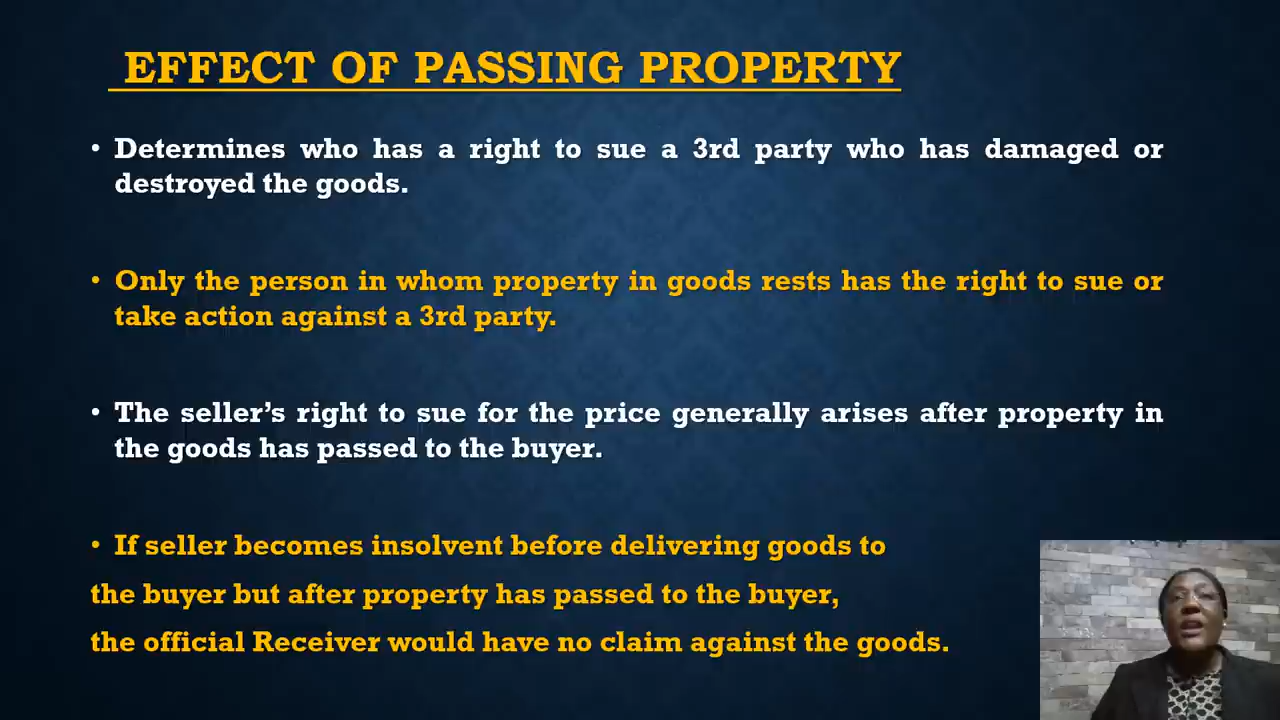 EFFECT OF PASSING PROPERTY
• Determines who has a right to sue a 3rd party who has damaged or
destroyed the goods.
• Only the person in whom property in goods rests has the right to sue or
take action against a 3rd party.
• The seller’s right to sue for the price generally arises after property in
the goods has passed to the buyer.
• If seller becomes insolvent before delivering goods to
the buyer but after property has passed to the buyer,
the official Receiver would have no claim against the goods.